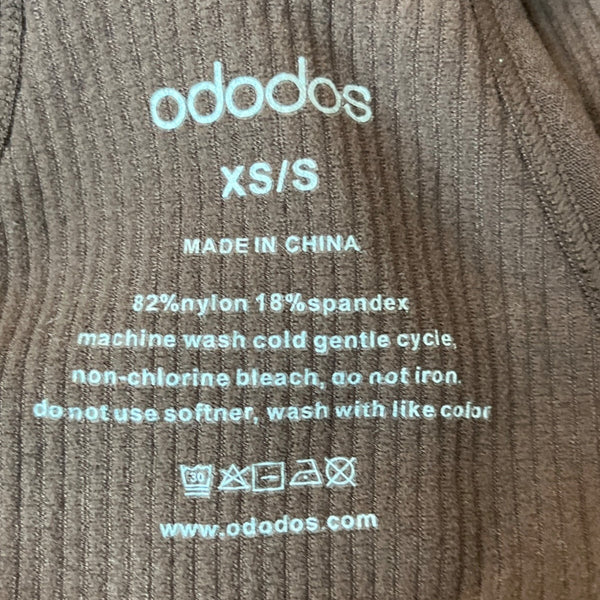 ododos
XS/S
MADE IN CHINA
82%nylon 18%spandex
machine wash cold gentle cycle,
non-chlorine bleach, do not iron.
do not use softner, wash with like color
30
www.ododos.com